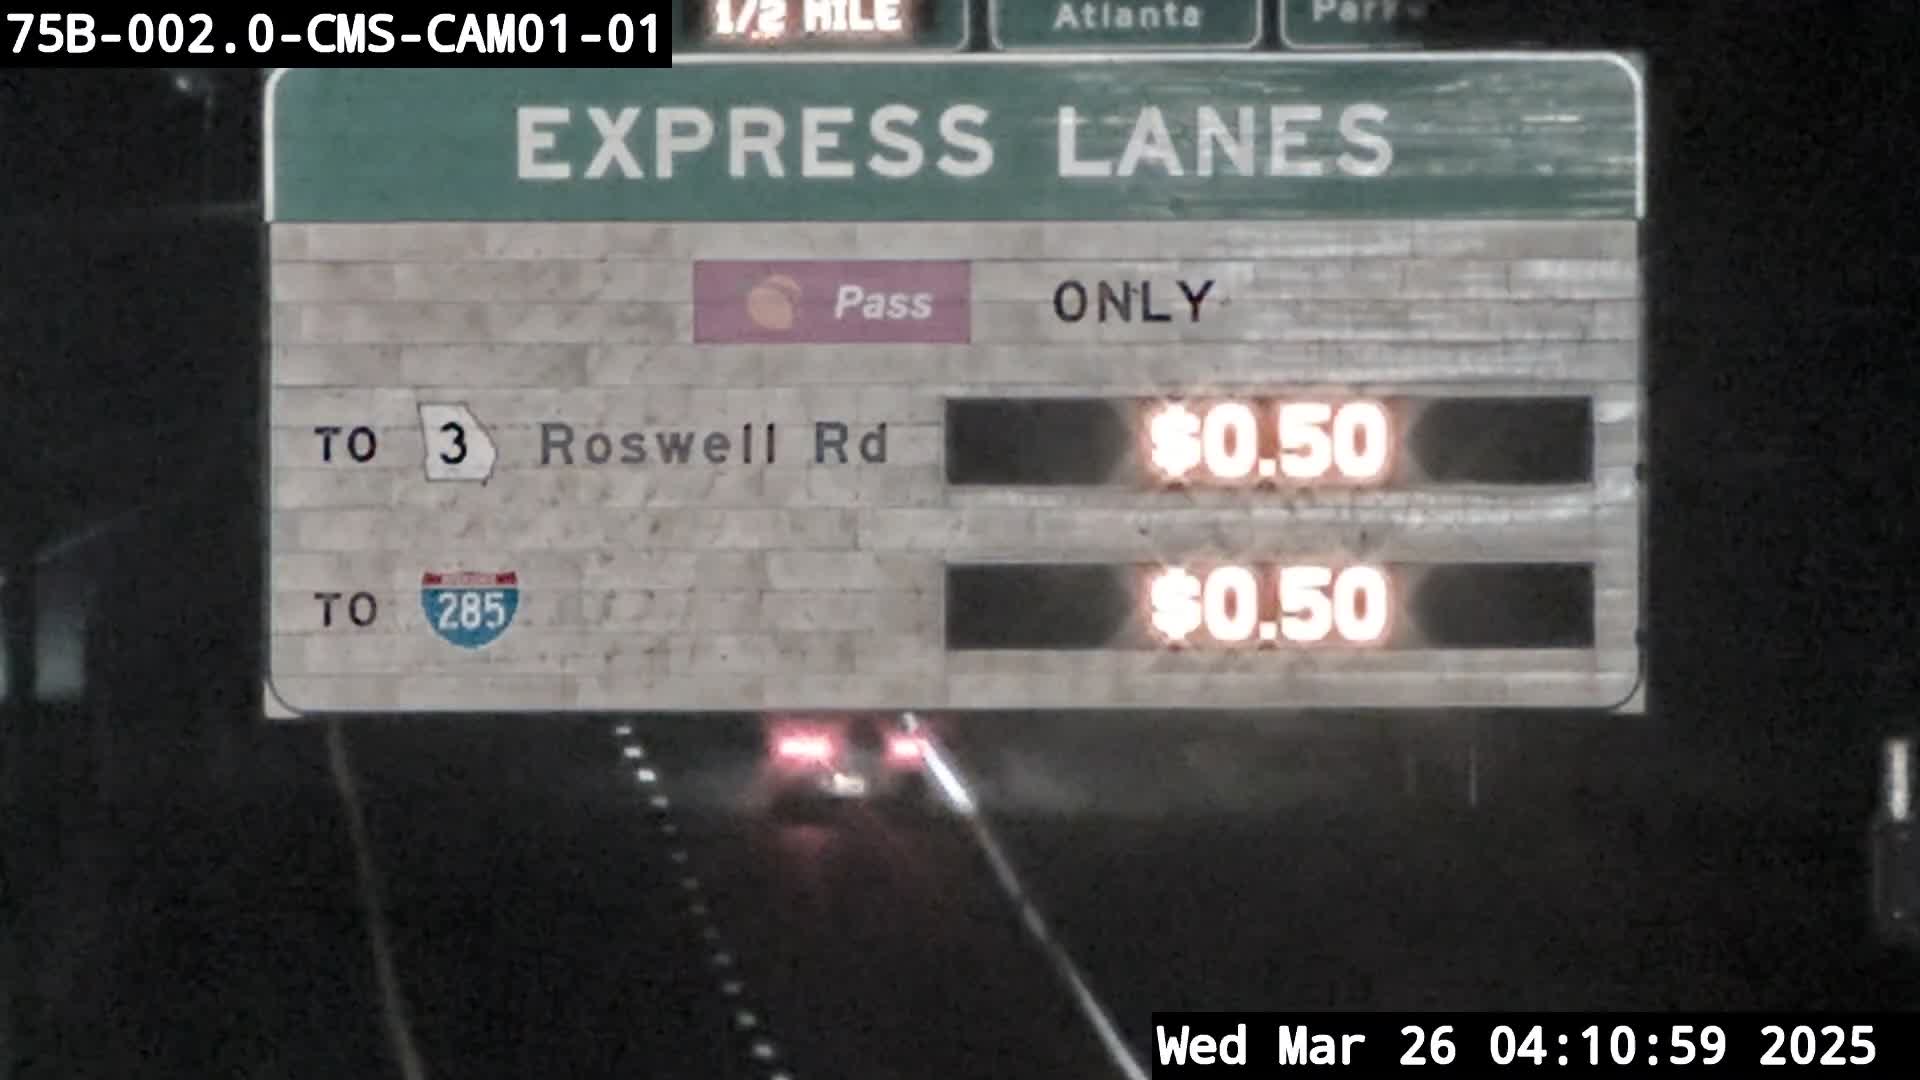 75B-002.0-CMS-CAM01-01
1/2 MILE
Atlanta
EXPRESS LANES
Pass ONLY
TO 3 Roswell Rd $0.50
TO 285 $0.50
Wed Mar 26 04:10:59 2025